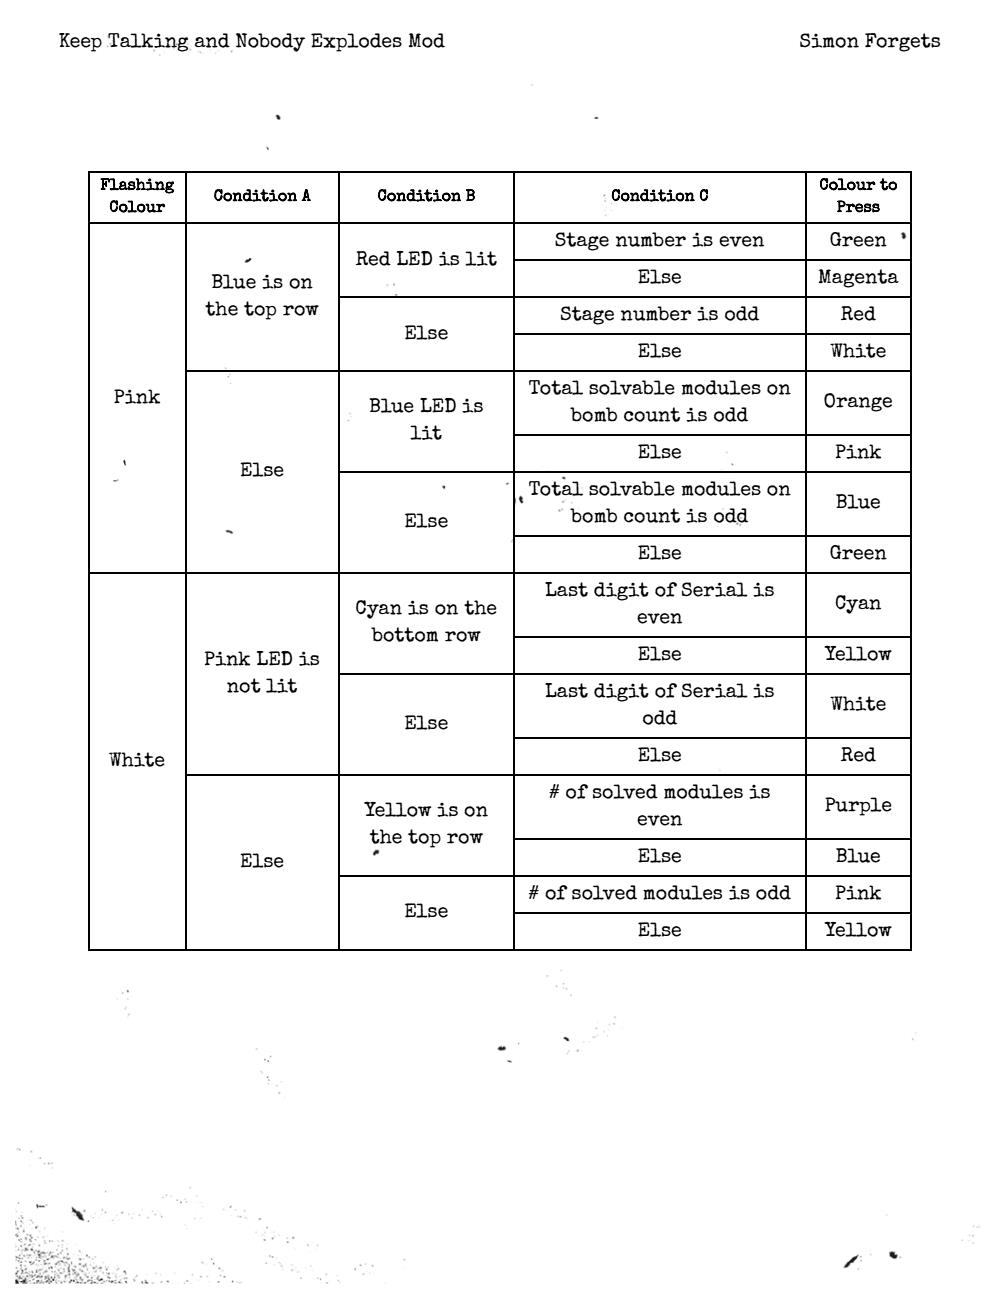 Keep Talking and Nobody Explodes Mod
Simon Forgets
Flashing
Colour
Condition A
Condition B
Condition C
Colour to
Press
Pink
Blue is on
the top row
Red LED is lit
Stage number is even
Green
Else
Magenta
Else
Stage number is odd
Red
Else
White
Else
Blue LED is
lit
Total solvable modules on
bomb count is odd
Orange
Else
Pink
Else
Total solvable modules on
bomb count is odd
Blue
Else
Green
White
Pink LED is
not lit
Cyan is on the
bottom row
Last digit of Serial is
even
Cyan
Else
Yellow
Else
Last digit of Serial is
odd
White
Else
Red
Else
Yellow is on
the top row
# of solved modules is
even
Purple
Else
Blue
Else
# of solved modules is odd
Pink
Else
Yellow